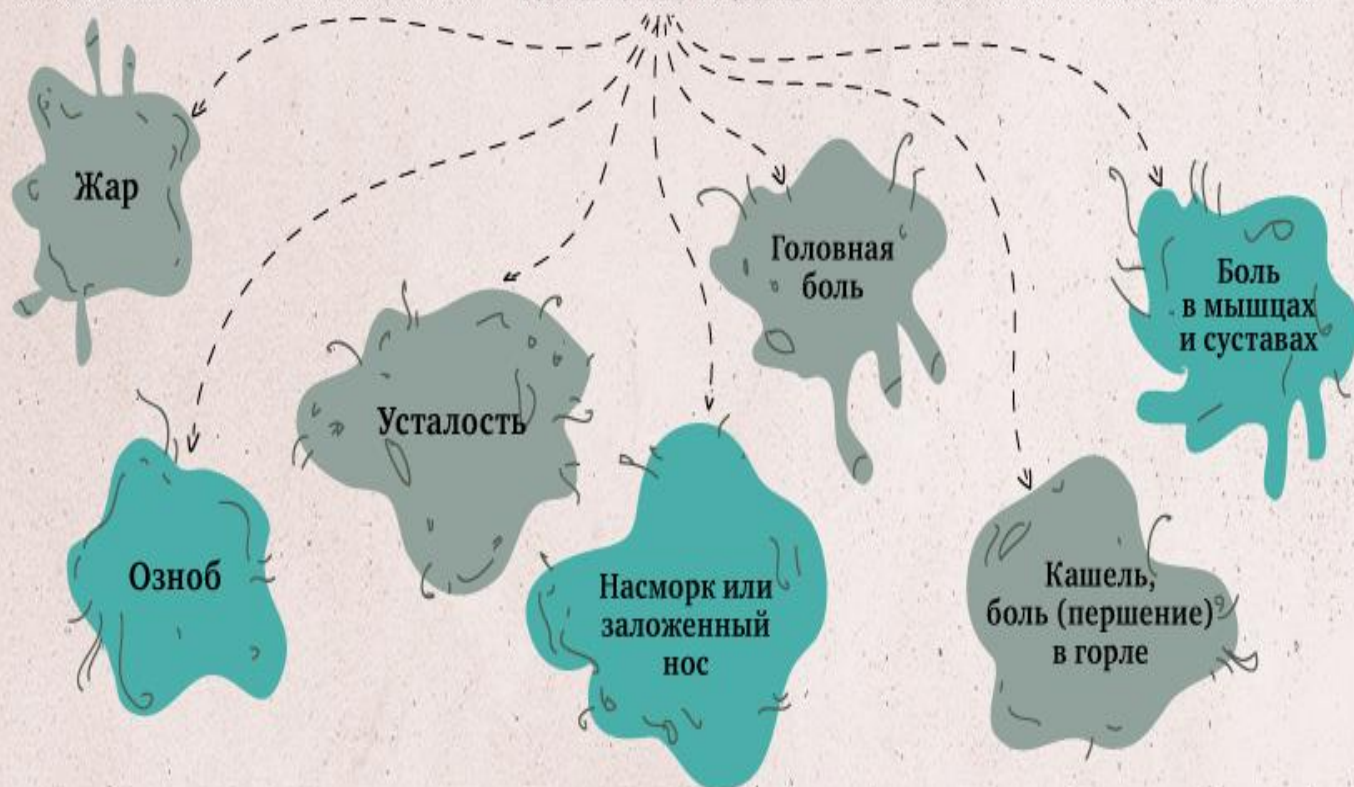 Жар
Головная
боль
Боль
в мышцах
и суставах
Усталость
Озноб
Насморк или
заложенный
нос
Кашель,
боль (першение)
в горле